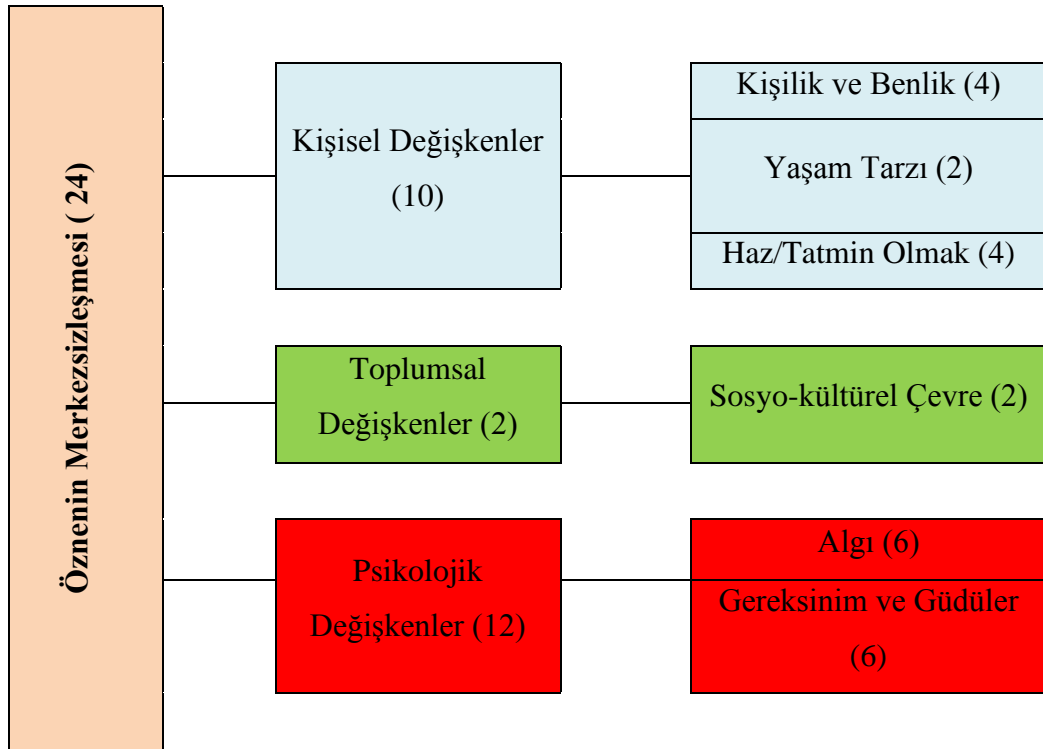 Öznenin Merkezsizleşmesi ( 24)
Kişisel Değişkenler
(10)
Kişilik ve Benlik (4)
Yaşam Tarzı (2)
Haz/Tatmin Olmak (4)
Toplumsal
Değişkenler (2)
Sosyo-kültürel Çevre (2)
Psikolojik
Değişkenler (12)
Algı (6)
Gereksinim ve Güdüler
(6)